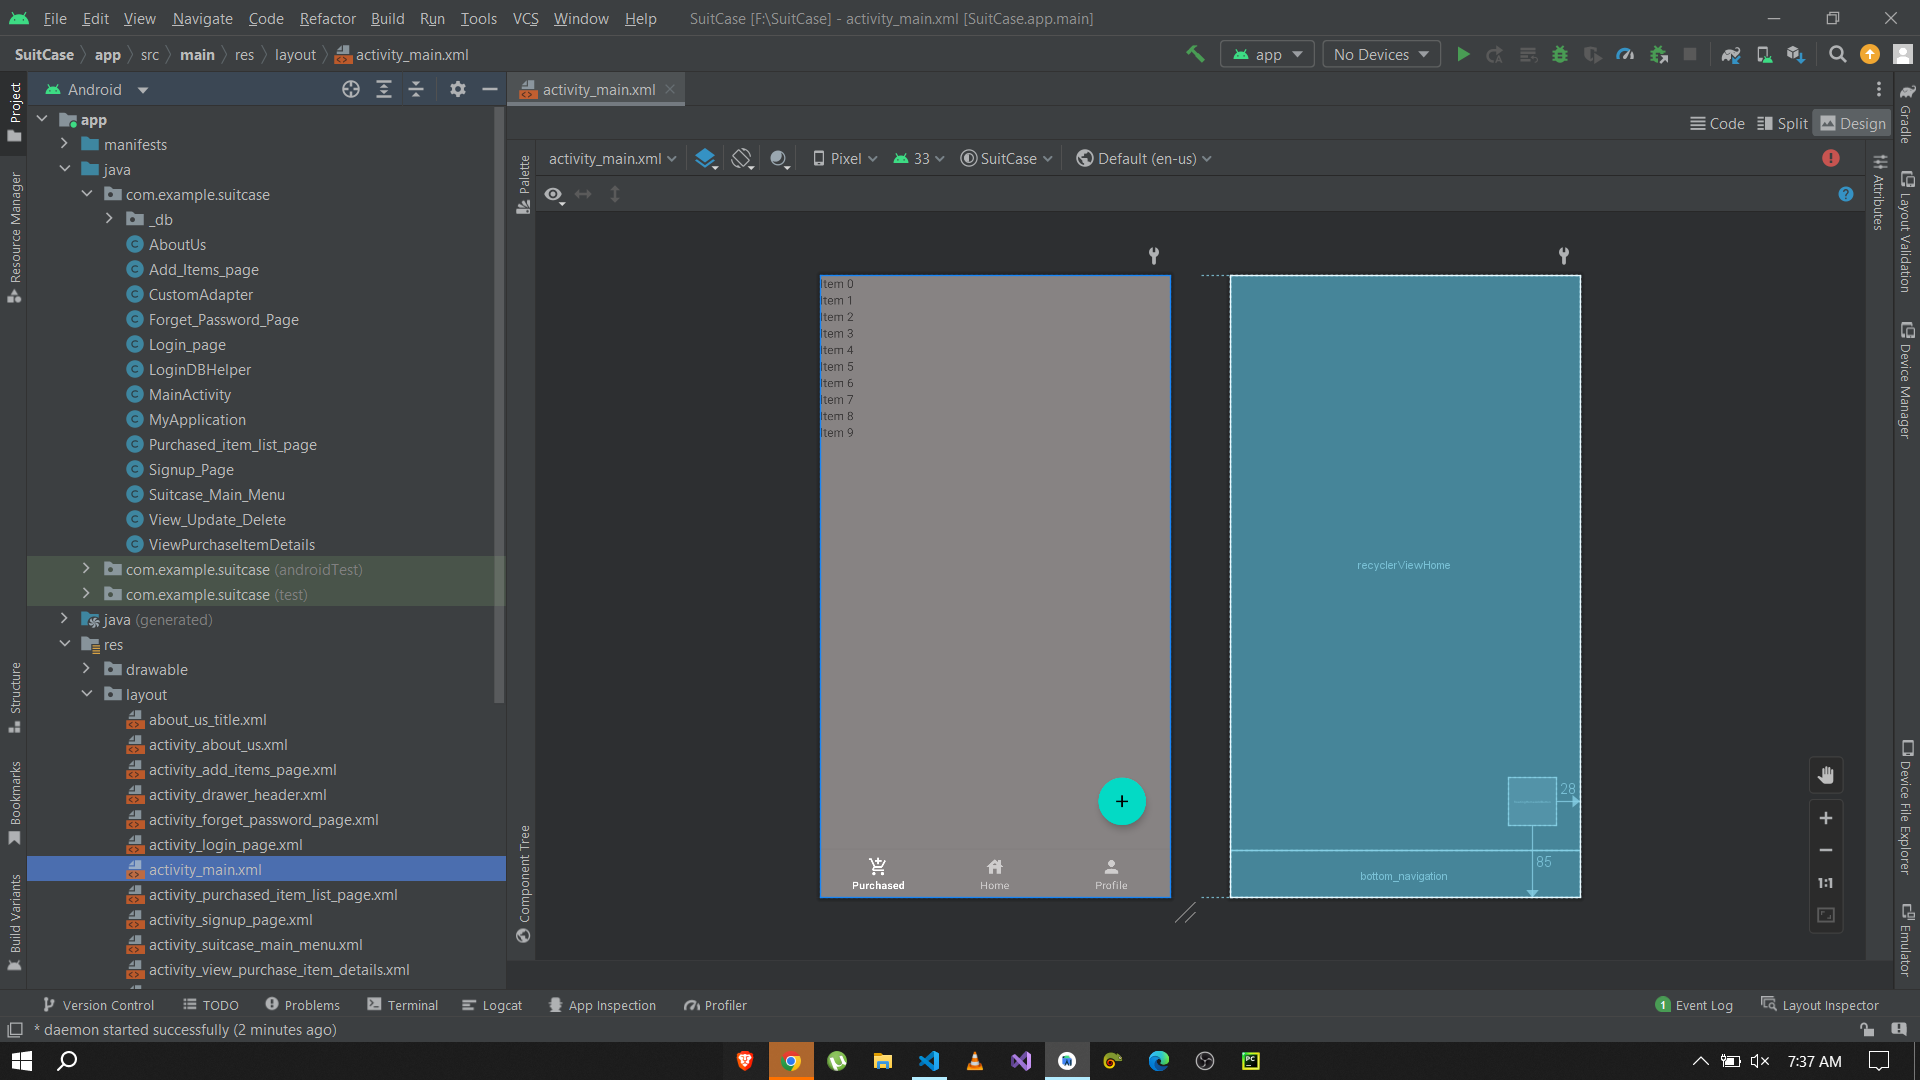 File Edit View Navigate Code Refactor Build Run Tools VCS Window Help SuitCase [F:\SuitCase] - activity_main.xml [SuitCase.app.main]
SuitCase app src main res layout activity_main.xml
app No Devices
Project
Resource Manager
Structure
Bookmarks
Build Variants
Android
app
manifests
java
com.example.suitcase
_db
AboutUs
Add_Items_page
CustomAdapter
Forget_Password_Page
Login_page
LoginDBHelper
MainActivity
MyApplication
Purchased_item_list_page
Signup_Page
Suitcase_Main_Menu
View_Update_Delete
ViewPurchaseItemDetails
com.example.suitcase (androidTest)
com.example.suitcase (test)
java (generated)
res
drawable
layout
about_us_title.xml
activity_about_us.xml
activity_add_items_page.xml
activity_drawer_header.xml
activity_forget_password_page.xml
activity_login_page.xml
activity_main.xml
activity_purchased_item_list_page.xml
activity_signup_page.xml
activity_suitcase_main_menu.xml
activity_view_purchase_item_details.xml
activity_main.xml
Code Split Design
Palette
Component Tree
activity_main.xml Pixel 33 SuitCase Default (en-us)
Item 0
Item 1
Item 2
Item 3
Item 4
Item 5
Item 6
Item 7
Item 8
Item 9
Purchased Home Profile
recyclerViewHome
28
85
bottom_navigation
1:1
Attributes
Gradle
Layout Validation
Device Manager
Device File Explorer
Emulator
Version Control TODO Problems Terminal Logcat App Inspection Profiler 1 Event Log Layout Inspector
* daemon started successfully (2 minutes ago)
PC
7:37 AM